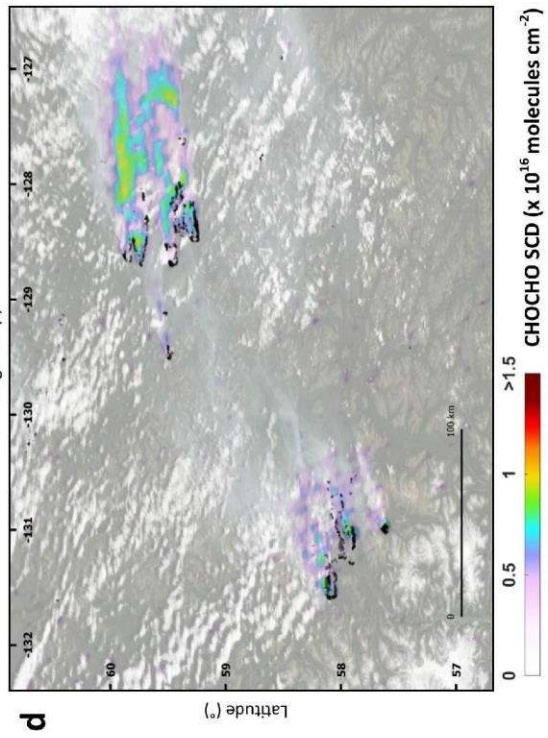 d
-132 -131 -130 -129 -128 -127
60
59
58
57
Latitude (°)
0 100 km
0 0.5 1 >1.5
CHOCHO SCD (x 10¹⁶ molecules cm⁻²)